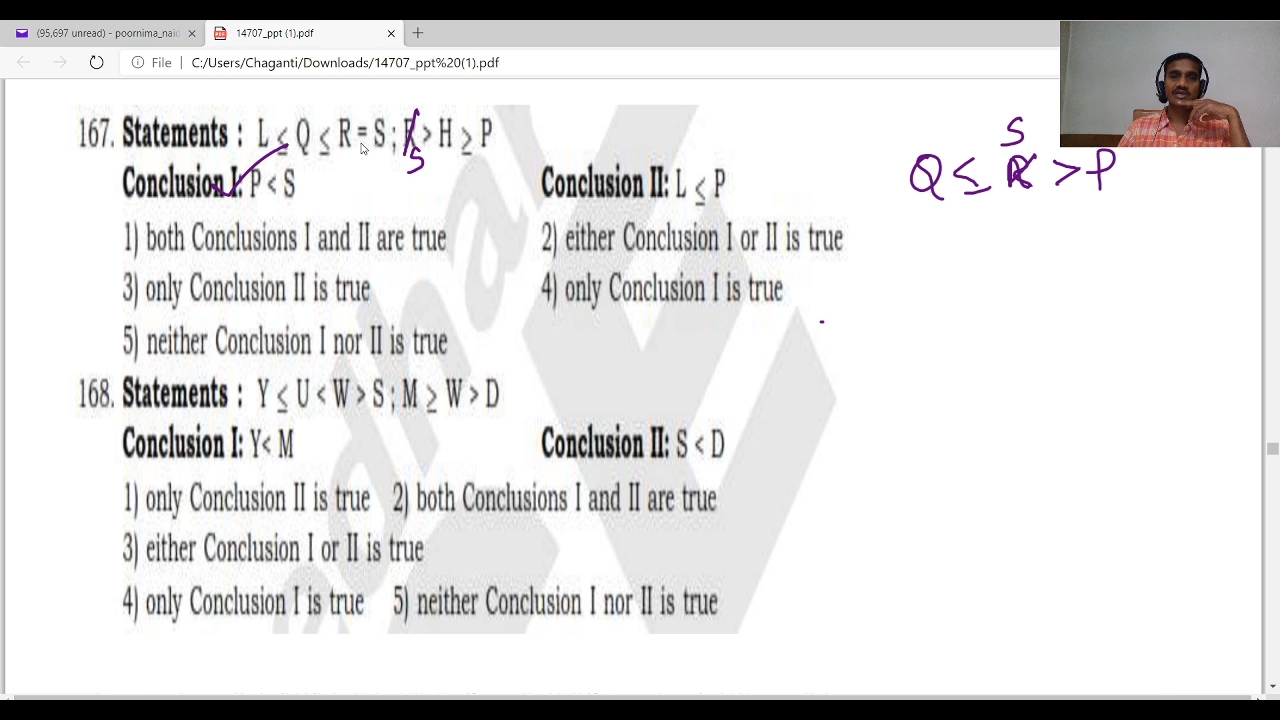 (95,697 unread) - poornima_naid
14707_ppt (1).pdf
File | C:/Users/Chaganti/Downloads/14707_ppt%20(1).pdf
167. Statements : L ≤ Q ≤ R = S ; R > H ≥ P
S
Conclusion I: P < S Conclusion II: L ≤ P
1) both Conclusions I and II are true 2) either Conclusion I or II is true
3) only Conclusion II is true 4) only Conclusion I is true
5) neither Conclusion I nor II is true
168. Statements : Y ≤ U < W > S ; M ≥ W > D
Conclusion I: Y< M Conclusion II: S < D
1) only Conclusion II is true 2) both Conclusions I and II are true
3) either Conclusion I or II is true
4) only Conclusion I is true 5) neither Conclusion I nor II is true
S
Q ≤ R > P